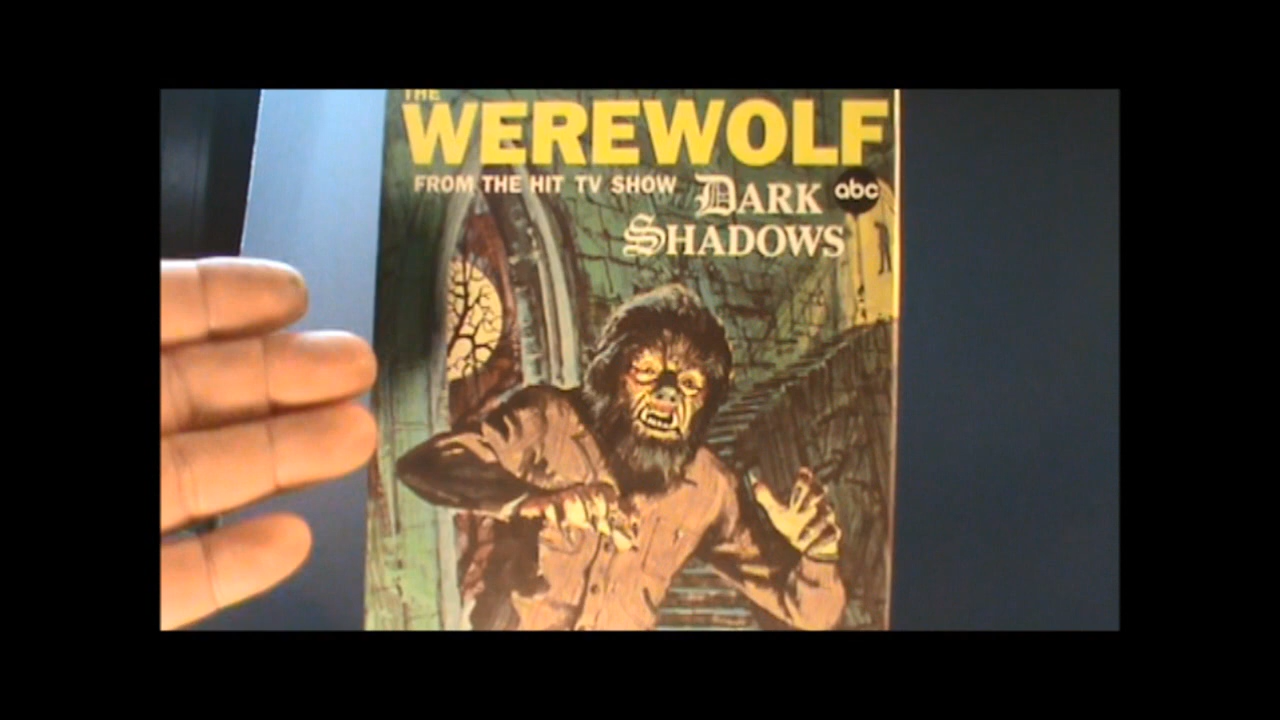 THE
WEREWOLF
FROM THE HIT TV SHOW DARK abc
SHADOWS